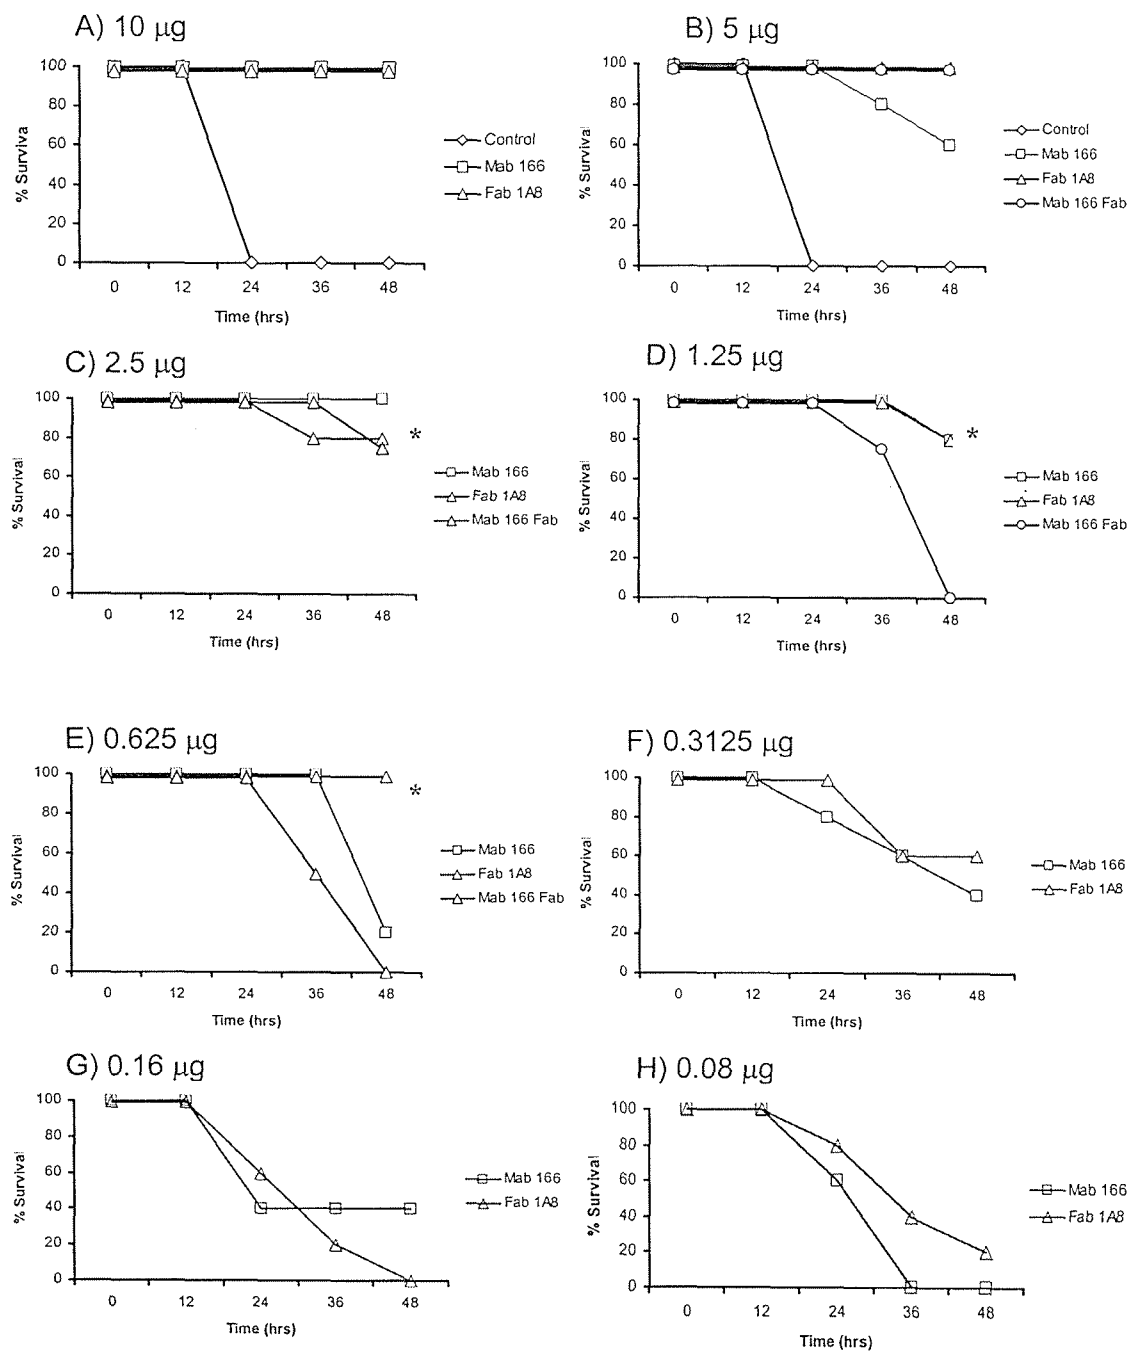 A) 10 µg
100
80
60
40
20
0
% Surviva
0 12 24 36 48
Time (hrs)
Control
Mab 166
Fab 1A8
B) 5 µg
100
80
60
40
20
0
% Survival
0 12 24 36 48
Time (hrs)
Control
Mab 166
Fab 1A8
Mab 166 Fab
C) 2.5 µg
100
80
60
40
20
0
% Survival
0 12 24 36 48
Time (hrs)
*
Mab 166
Fab 1A8
Mab 166 Fab
D) 1.25 µg
100
80
60
40
20
0
% Survival
0 12 24 36 48
Time (hrs)
*
Mab 166
Fab 1A8
Mab 166 Fab
E) 0.625 µg
100
80
60
40
20
0
% Survival
0 12 24 36 48
Time (hrs)
*
Mab 166
Fab 1A8
Mab 166 Fab
F) 0.3125 µg
100
80
60
40
20
0
% Survival
0 12 24 36 48
Time (hrs)
Mab 166
Fab 1A8
G) 0.16 µg
100
80
60
40
20
0
% Survival
0 12 24 36 48
Time (hrs)
Mab 166
Fab 1A8
H) 0.08 µg
100
80
60
40
20
0
% Survival
0 12 24 36 48
Time (hrs)
Mab 166
Fab 1A8